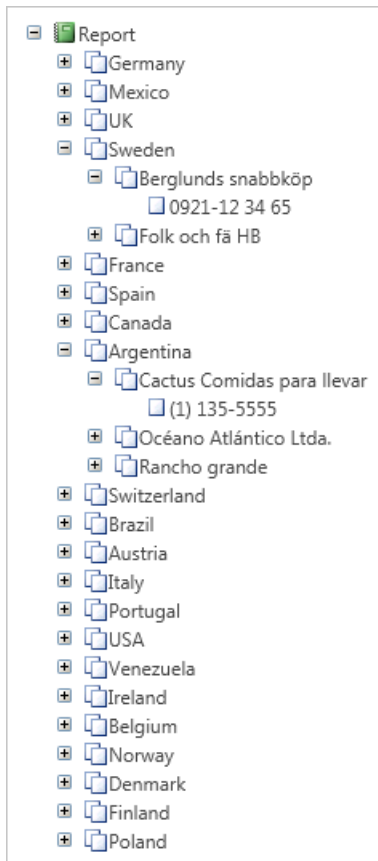 Report
Germany
Mexico
UK
Sweden
Berglunds snabbköp
0921-12 34 65
Folk och fä HB
France
Spain
Canada
Argentina
Cactus Comidas para llevar
(1) 135-5555
Océano Atlántico Ltda.
Rancho grande
Switzerland
Brazil
Austria
Italy
Portugal
USA
Venezuela
Ireland
Belgium
Norway
Denmark
Finland
Poland